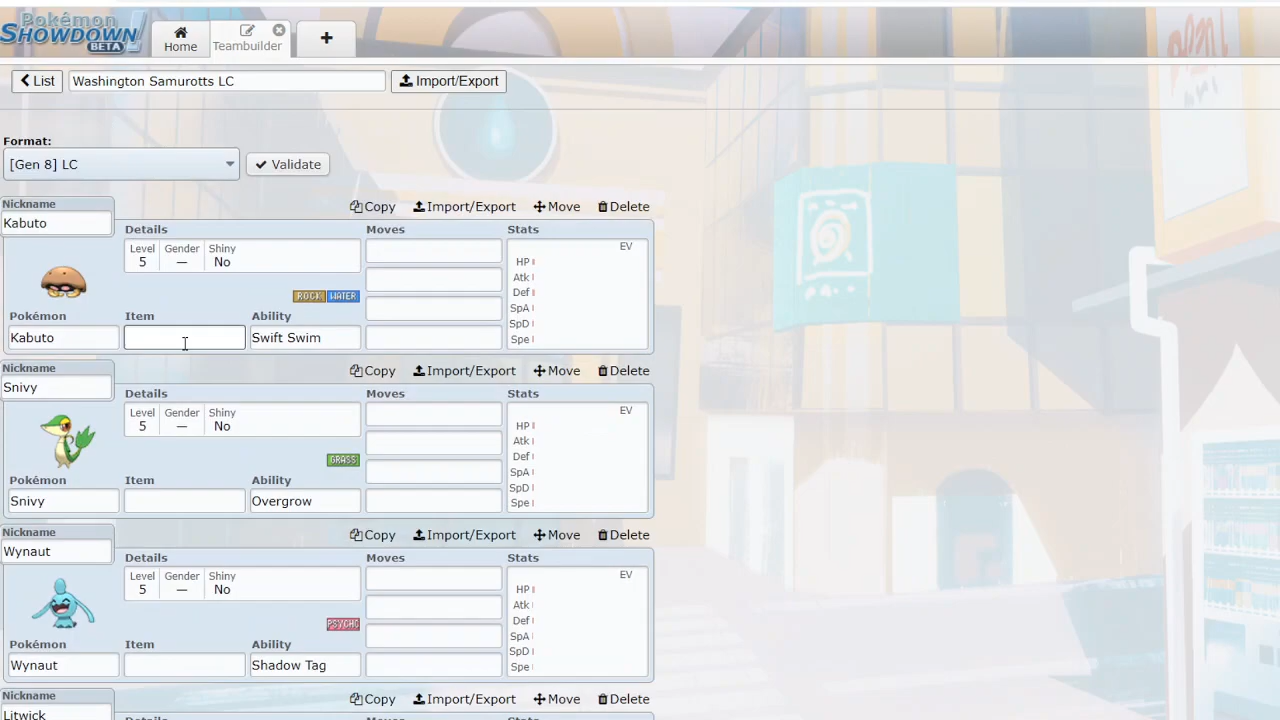 Pokémon
SHOWDOWN!
BETA
Home
Teambuilder
+
List
Washington Samurotts LC
Import/Export
Format:
[Gen 8] LC
Validate
Nickname
Copy Import/Export Move Delete
Kabuto
Details Moves Stats
Level Gender Shiny
5 — No
EV
HP
Atk
Def
SpA
SpD
Spe
ROCK WATER
Pokémon Item Ability
Kabuto Swift Swim
Nickname
Copy Import/Export Move Delete
Snivy
Details Moves Stats
Level Gender Shiny
5 — No
EV
HP
Atk
Def
SpA
SpD
Spe
GRASS
Pokémon Item Ability
Snivy Overgrow
Nickname
Copy Import/Export Move Delete
Wynaut
Details Moves Stats
Level Gender Shiny
5 — No
EV
HP
Atk
Def
SpA
SpD
Spe
PSYCHC
Pokémon Item Ability
Wynaut Shadow Tag
Nickname
Copy Import/Export Move Delete
Litwick
Details Moves Stats